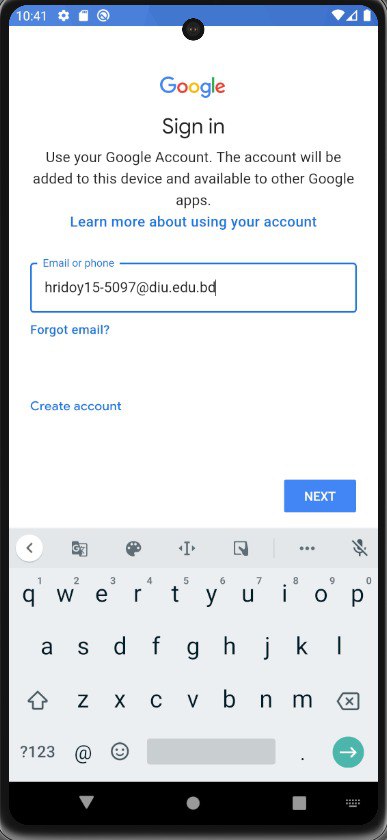 10:41
Google
Sign in
Use your Google Account. The account will be
added to this device and available to other Google
apps.
Learn more about using your account
Email or phone
hridoy15-5097@diu.edu.bd
Forgot email?
Create account
NEXT
1 2 3 4 5 6 7 8 9 0
q w e r t y u i o p
a s d f g h j k l
z x c v b n m
?123 @ .